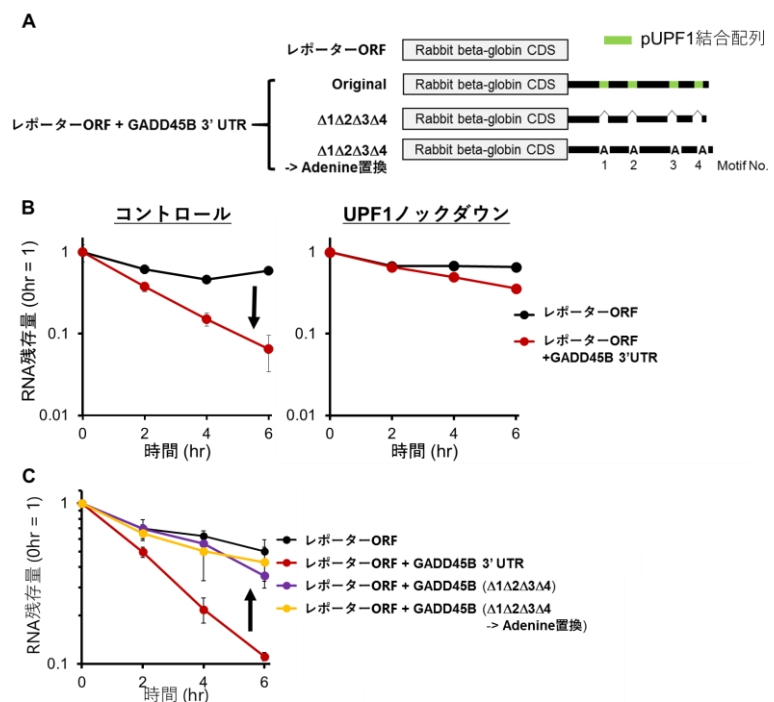 A
レポーターORF
Rabbit beta-globin CDS
pUPF1結合配列
Original
Rabbit beta-globin CDS
レポーターORF + GADD45B 3' UTR
Δ1Δ2Δ3Δ4
Rabbit beta-globin CDS
Δ1Δ2Δ3Δ4
-> Adenine置換
Rabbit beta-globin CDS
A A A A
1 2 3 4 Motif No.
B
コントロール
UPF1ノックダウン
RNA残存量 (0hr = 1)
1
0.1
0.01
0 2 4 6
時間 (hr)
1
0.1
0.01
0 2 4 6
時間 (hr)
レポーターORF
レポーターORF
+GADD45B 3'UTR
C
RNA残存量 (0hr = 1)
1
0.1
0 2 4 6
時間 (hr)
レポーターORF
レポーターORF + GADD45B 3' UTR
レポーターORF + GADD45B (Δ1Δ2Δ3Δ4)
レポーターORF + GADD45B (Δ1Δ2Δ3Δ4
-> Adenine置換)